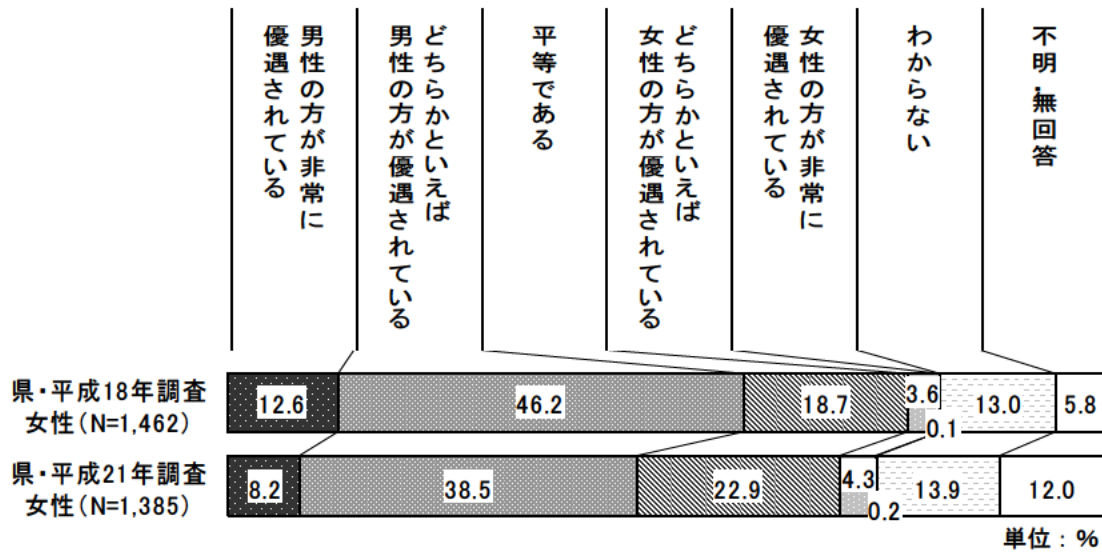 男性の方が非常に
優遇されている
どちらかといえば
男性の方が優遇されている
平等である
どちらかといえば
女性の方が優遇されている
女性の方が非常に
優遇されている
わからない
不明・無回答
県・平成18年調査
女性(N=1,462)
12.6
46.2
18.7
3.6
0.1
13.0
5.8
県・平成21年調査
女性(N=1,385)
8.2
38.5
22.9
4.3
0.2
13.9
12.0
単位：%